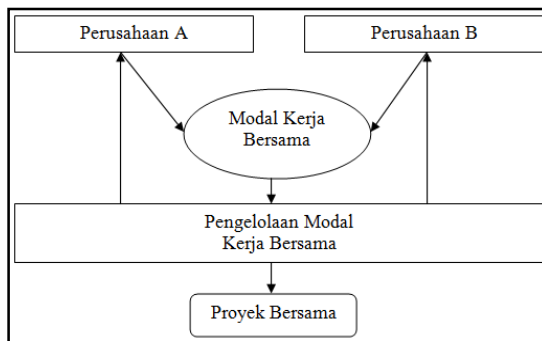 Perusahaan A
Perusahaan B
Modal Kerja
Bersama
Pengelolaan Modal
Kerja Bersama
Proyek Bersama